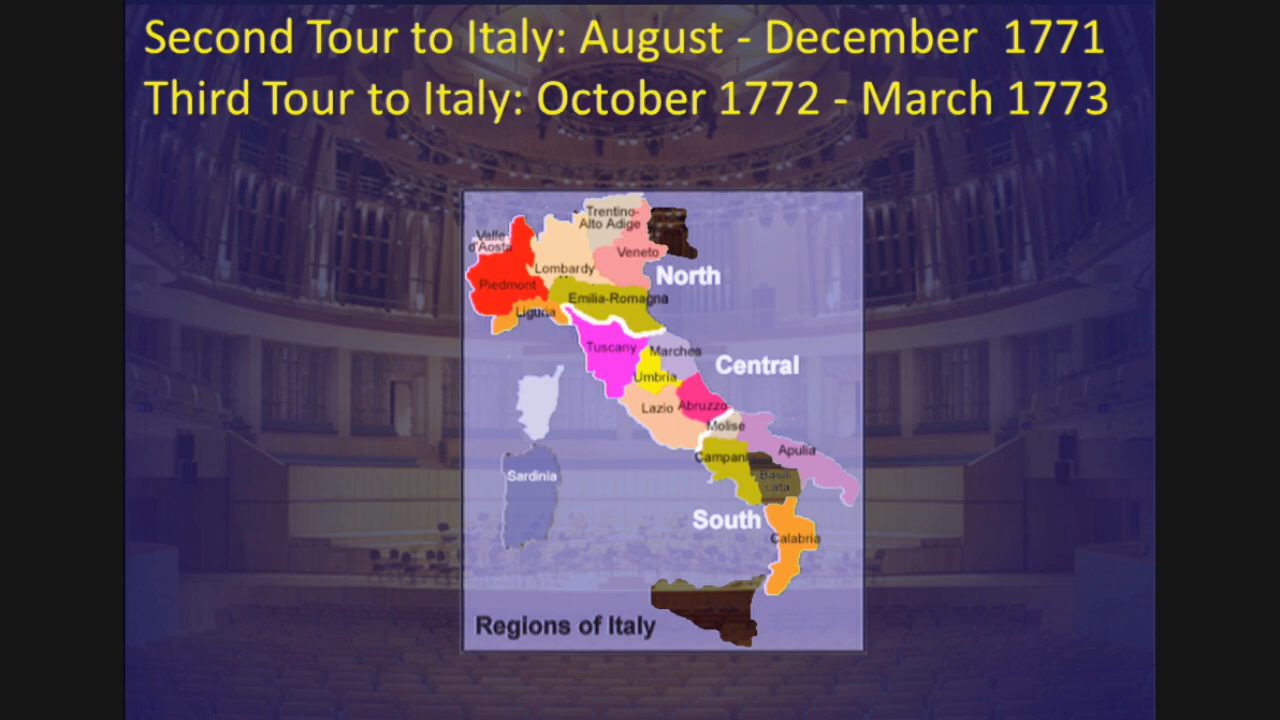 Second Tour to Italy: August - December 1771
Third Tour to Italy: October 1772 - March 1773
Trentino-
Alto Adige
Valle
d'Aosta
Veneto
Lombardy
North
Piedmont
Emilia-Romagna
Liguria
Tuscany
Marches
Central
Umbria
Lazio
Abruzzo
Molise
Apulia
Campani
Basili
cata
Sardinia
South
Calabria
Regions of Italy